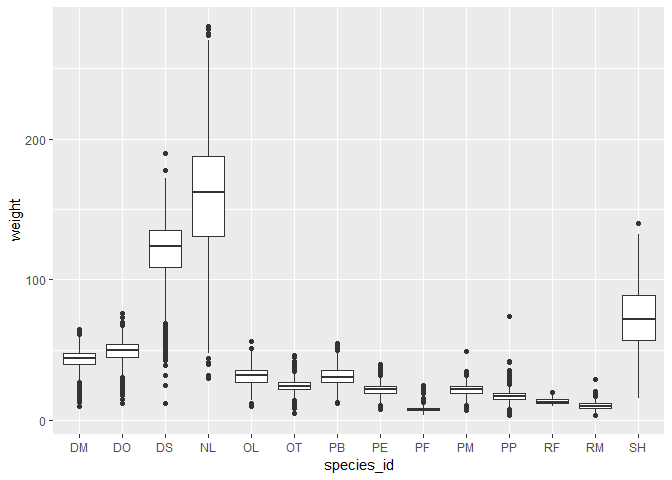 weight
200
100
0
DM DO DS NL OL OT PB PE PF PM PP RF RM SH
species_id